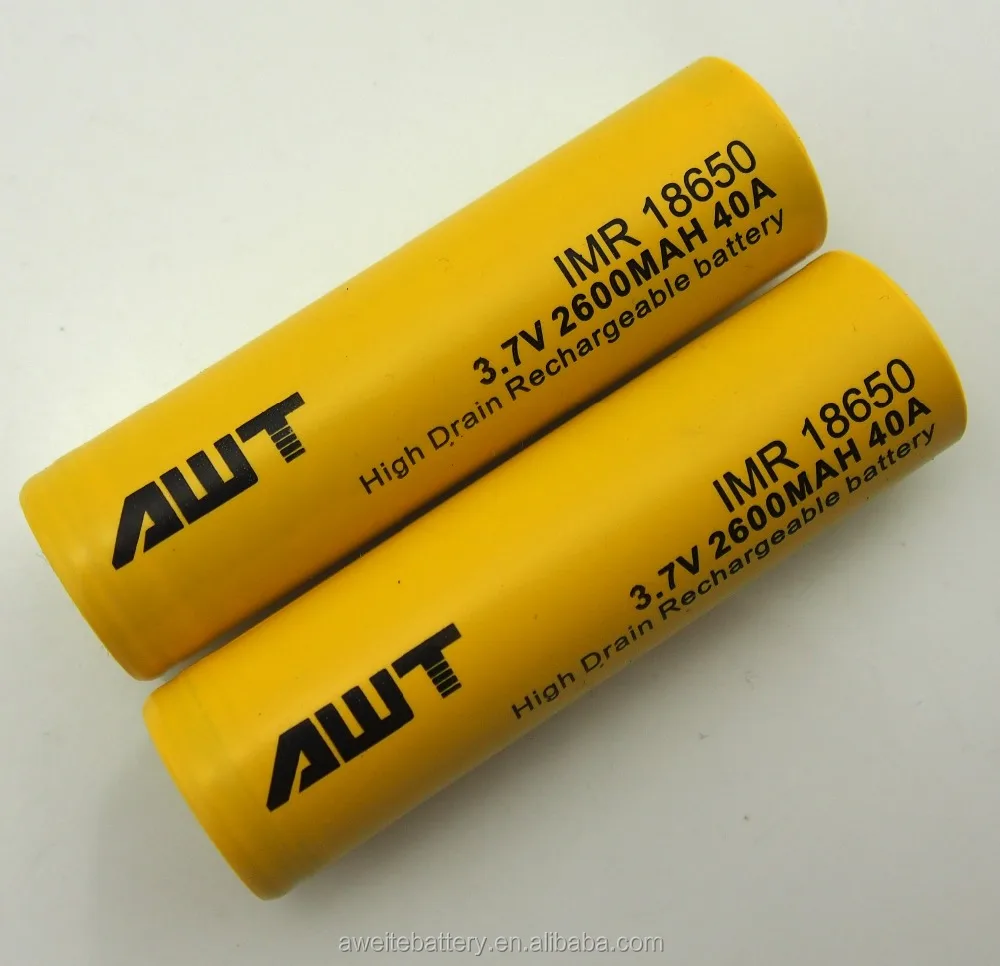 IMR 18650
3.7V 2600MAH 40A
High Drain Rechargeable battery
AWT
IMR 18650
3.7V 2600MAH 40A
High Drain Rechargeable battery
AWT
aweitebattery.en.alibaba.com